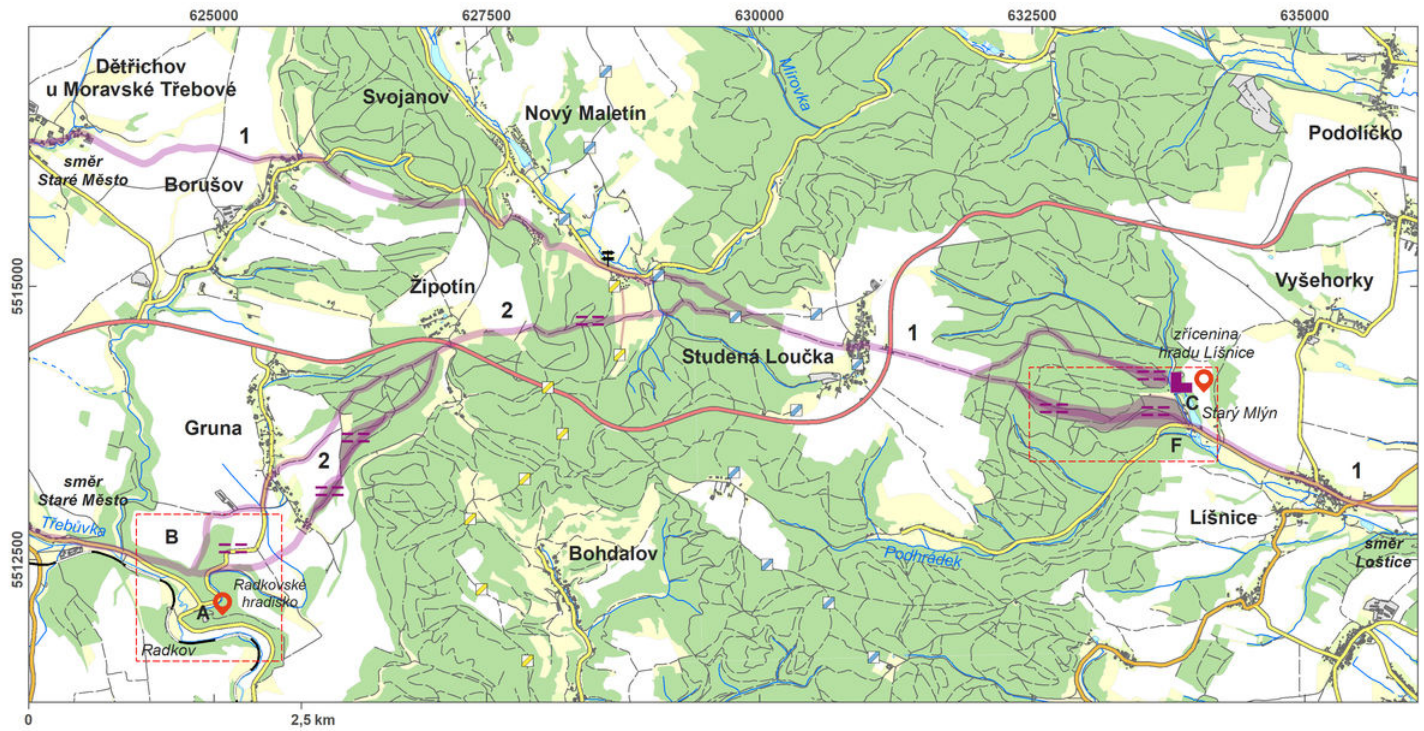 625000
627500
630000
632500
635000
Dětřichov
u Moravské Třebové
Svojanov
Nový Maletín
Mírovka
Podolíčko
1
směr
Staré Město
Borušov
5515000
Žipotín
2
Vyšehorky
1
zřícenina
hradu Líšnice
Studená Loučka
C
Starý Mlýn
Gruna
2
F
1
směr
Staré Město
Líšnice
Třebůvka
B
5512500
Bohdalov
Podhrádek
směr
Loštice
Radkovské
hradisko
A
Radkov
0
2,5 km